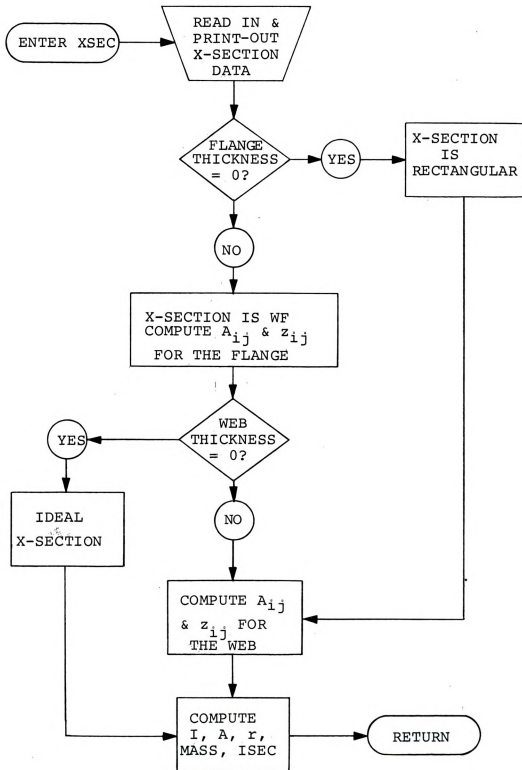 ENTER XSEC
READ IN &
PRINT-OUT
X-SECTION
DATA
FLANGE
THICKNESS
= 0?
YES
X-SECTION
IS
RECTANGULAR
NO
X-SECTION IS WF
COMPUTE Aij & zij
FOR THE FLANGE
WEB
THICKNESS
= 0?
YES
IDEAL
X-SECTION
NO
COMPUTE Aij
& zij FOR
THE WEB
COMPUTE
I, A, r,
MASS, ISEC
RETURN